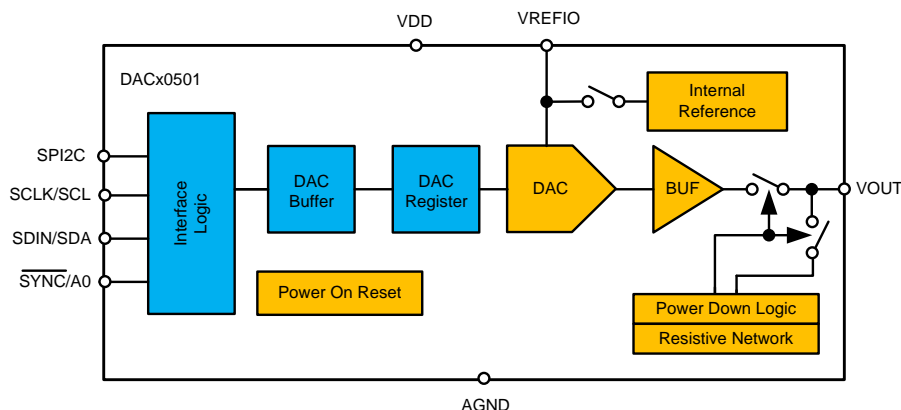 VDD
VREFIO
DACx0501
Internal
Reference
SPI2C
SCLK/SCL
SDIN/SDA
SYNC/A0
Interface
Logic
DAC
Buffer
DAC
Register
DAC
BUF
VOUT
Power On Reset
Power Down Logic
Resistive Network
AGND